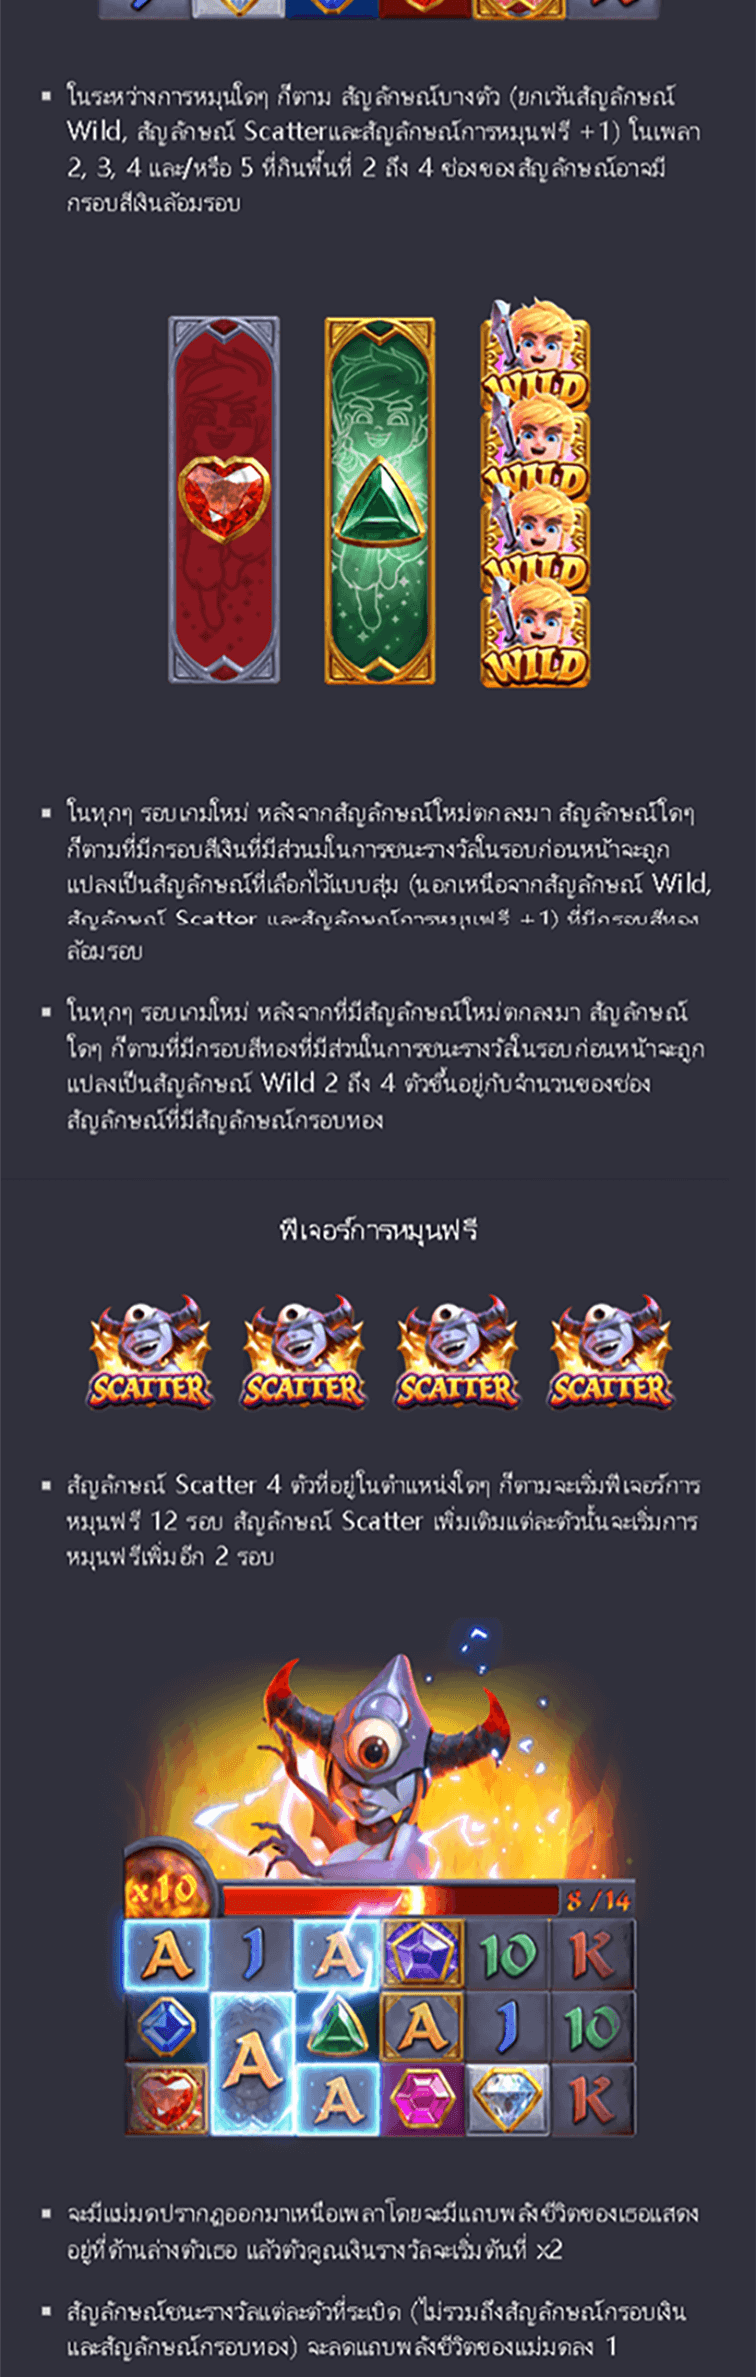 ในระหว่างการหมุนใดๆ ก็ตาม สัญลักษณ์บางตัว (ยกเว้นสัญลักษณ์
Wild, สัญลักษณ์ Scatterและสัญลักษณ์การหมุนฟรี +1) ในเพลา
2, 3, 4 และ/หรือ 5 ที่กินพื้นที่ 2 ถึง 4 ช่องของสัญลักษณ์อาจมี
กรอบสีเงินล้อมรอบ
WILD
WILD
WILD
WILD
ในทุกๆ รอบเกมใหม่ หลังจากสัญลักษณ์ใหม่ตกลงมา สัญลักษณ์ใดๆ
ก็ตามที่มีกรอบสีเงินที่มีส่วนมในการชนะรางวัลในรอบก่อนหน้าจะถูก
แปลงเป็นสัญลักษณ์ที่เลือกไว้แบบสุ่ม (นอกเหนือจากสัญลักษณ์ Wild,
สัญลักษณ์ Scatter และสัญลักษณ์การหมุนฟรี +1) ที่มีกรอบสีทอง
ล้อมรอบ
ในทุกๆ รอบเกมใหม่ หลังจากที่มีสัญลักษณ์ใหม่ตกลงมา สัญลักษณ์
ใดๆ ก็ตามที่มีกรอบสีทองที่มีส่วนในการชนะรางวัลในรอบก่อนหน้าจะถูก
แปลงเป็นสัญลักษณ์ Wild 2 ถึง 4 ตัวขึ้นอยู่กับจำนวนของช่อง
สัญลักษณ์ที่มีสัญลักษณ์กรอบทอง
ฟีเจอร์การหมุนฟรี
SCATTER SCATTER SCATTER SCATTER
สัญลักษณ์ Scatter 4 ตัวที่อยู่ในตำแหน่งใดๆ ก็ตามจะเริ่มฟีเจอร์การ
หมุนฟรี 12 รอบ สัญลักษณ์ Scatter เพิ่มเติมแต่ละตัวนั้นจะเริ่มการ
หมุนฟรีเพิ่มอีก 2 รอบ
x10 8/14
A J A 10 K
A A J 10
A K
จะมีแม่มดปรากฏออกมาเหนือเพลาโดยจะมีแถบพลังชีวิตของเธอแสดง
อยู่ที่ด้านล่างตัวเธอ แล้วตัวคูณเงินรางวัลจะเริ่มต้นที่ x2
สัญลักษณ์ชนะรางวัลแต่ละตัวที่ระเบิด (ไม่รวมถึงสัญลักษณ์กรอบเงิน
และสัญลักษณ์กรอบทอง) จะลดแถบพลังชีวิตของแม่มดลง 1